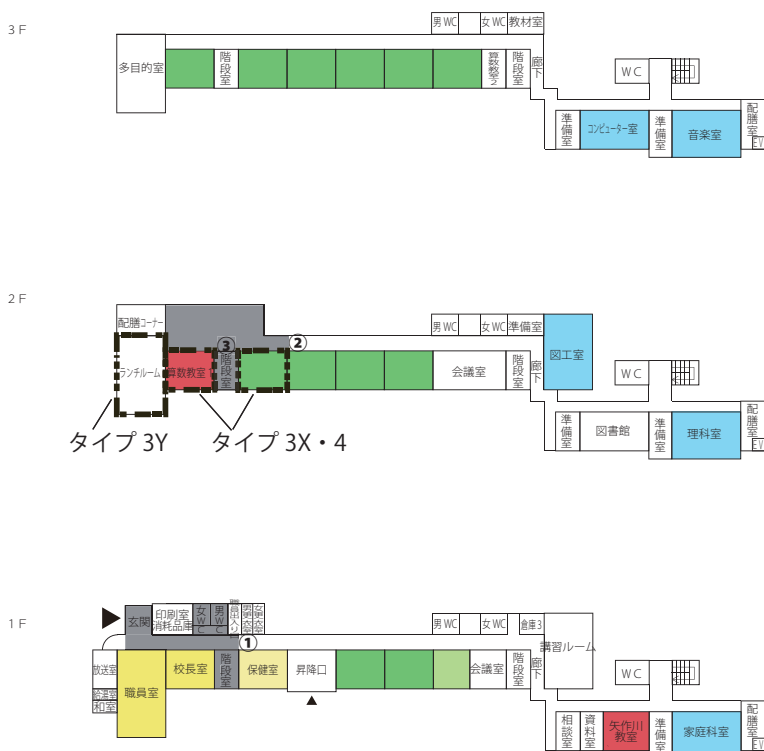 3F
男WC
女WC
教材室
多目的室
階段室
算数教室2
階段室
廊下
WC
準備室
コンピューター室
準備室
音楽室
配膳室
EV
2F
配膳コーナー
男WC
女WC
準備室
図工室
③
②
ランチルーム
算数教室
階段室
会議室
階段室
廊下
WC
タイプ 3Y
タイプ 3X・4
準備室
図書館
準備室
理科室
配膳室
EV
1F
玄関
印刷室
消耗品庫
女WC
男WC
男更衣室
女更衣室
①
男WC
女WC
倉庫3
講習ルーム
放送室
給湯室
和室
職員室
校長室
階段室
保健室
昇降口
会議室
階段室
廊下
WC
相談室
資料室
矢作川
教室
準備室
家庭科室
配膳室
EV